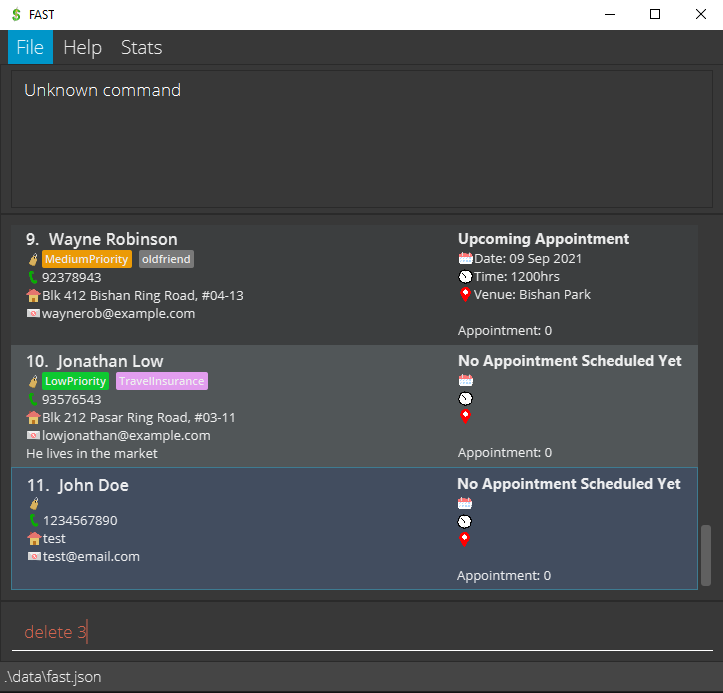 FAST
File Help Stats
Unknown command
9. Wayne Robinson
MediumPriority oldfriend
92378943
Blk 412 Bishan Ring Road, #04-13
waynerob@example.com
Upcoming Appointment
Date: 09 Sep 2021
Time: 1200hrs
Venue: Bishan Park
Appointment: 0
10. Jonathan Low
LowPriority TravelInsurance
93576543
Blk 212 Pasar Ring Road, #03-11
lowjonathan@example.com
He lives in the market
No Appointment Scheduled Yet
Appointment: 0
11. John Doe
1234567890
test
test@email.com
No Appointment Scheduled Yet
Appointment: 0
delete 3
.\data\fast.json